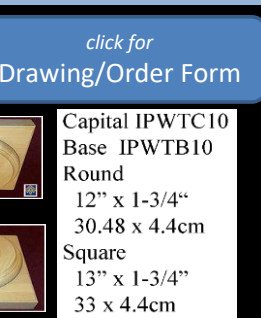 click for
Drawing/Order Form
Capital IPWTC10
Base  IPWTB10
Round
12” x 1-3/4“
30.48 x 4.4cm
Square
13” x 1-3/4”
33 x 4.4cm